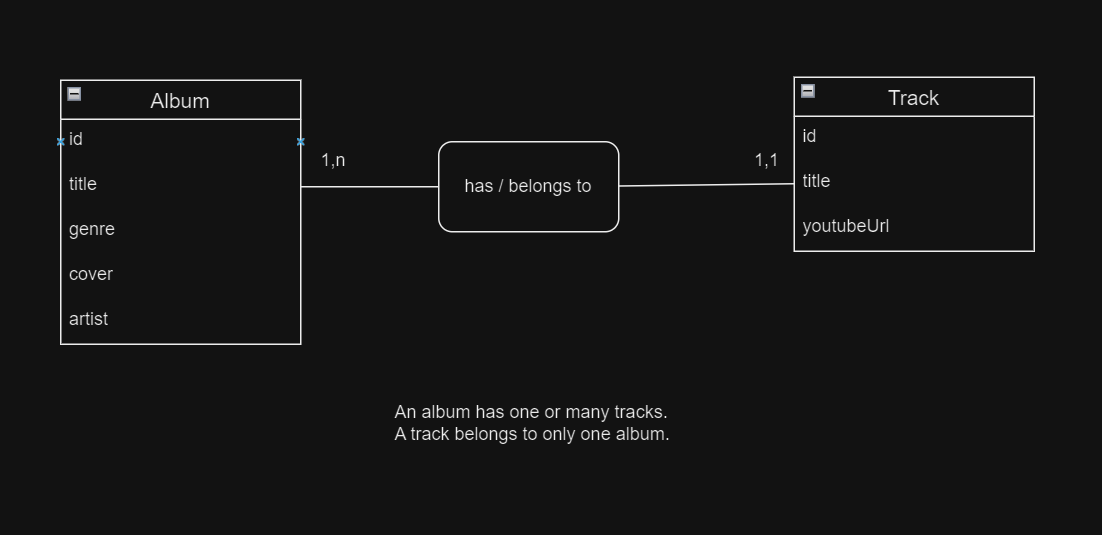 Album
id
title
genre
cover
artist
1,n
has / belongs to
1,1
Track
id
title
youtubeUrl
An album has one or many tracks.
A track belongs to only one album.